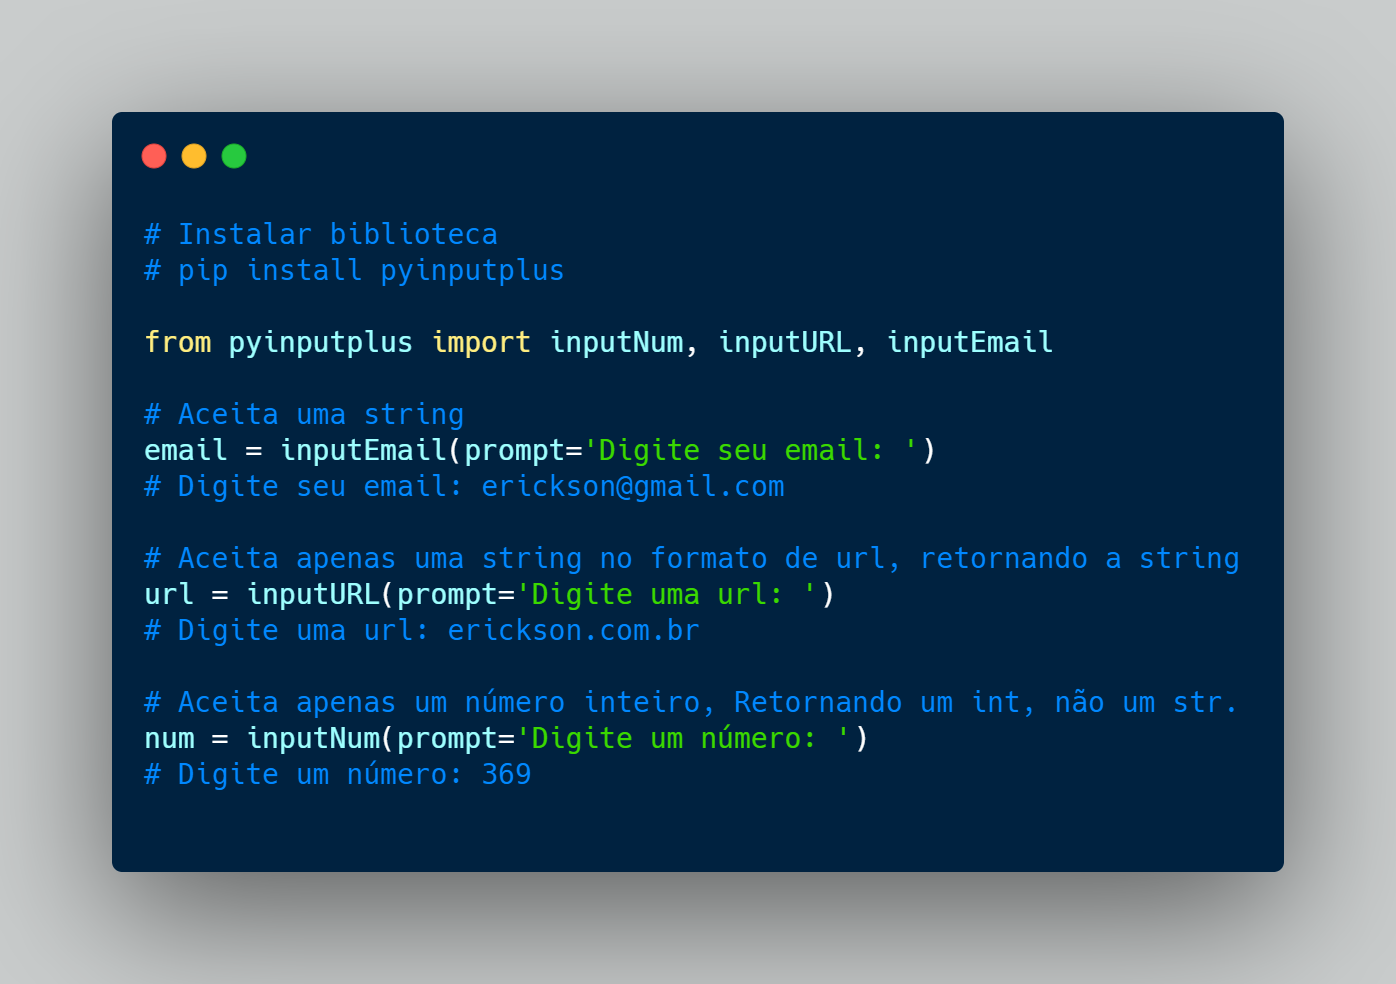 # Instalar biblioteca
# pip install pyinputplus
from pyinputplus import inputNum, inputURL, inputEmail
# Aceita uma string
email = inputEmail(prompt='Digite seu email: ')
# Digite seu email: erickson@gmail.com
# Aceita apenas uma string no formato de url, retornando a string
url = inputURL(prompt='Digite uma url: ')
# Digite uma url: erickson.com.br
# Aceita apenas um número inteiro, Retornando um int, não um str.
num = inputNum(prompt='Digite um número: ')
# Digite um número: 369